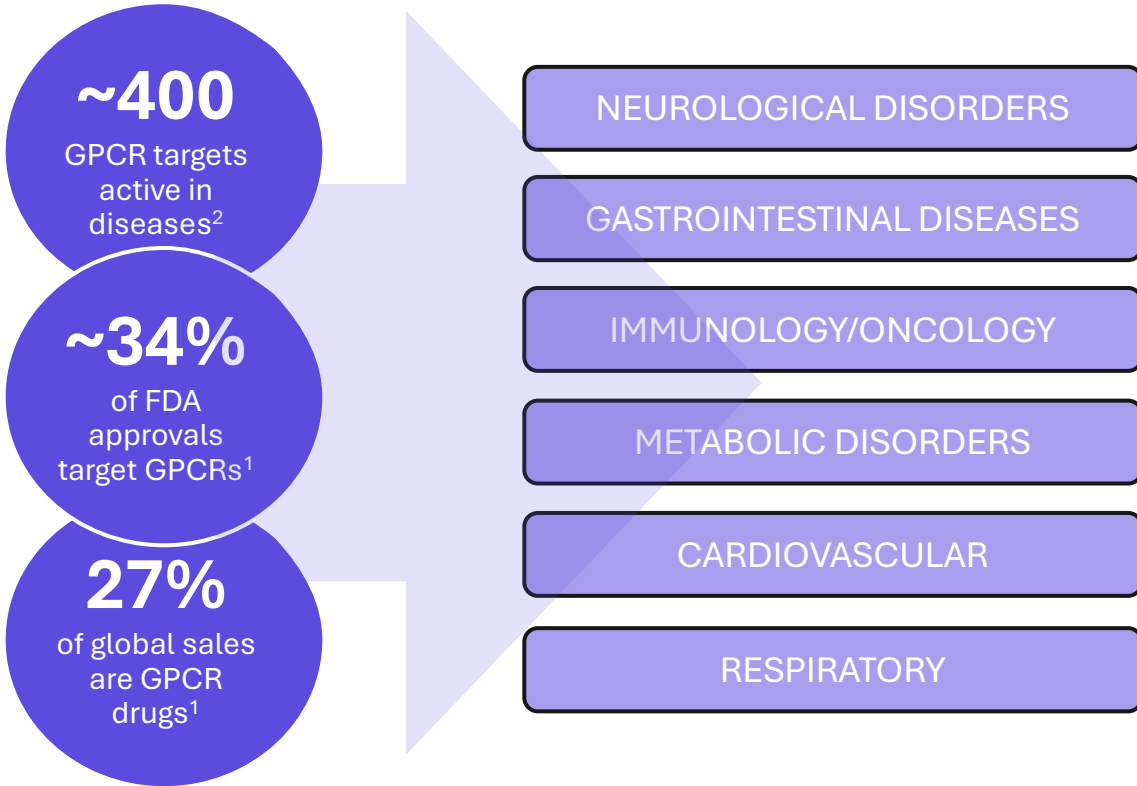 ~400
GPCR targets
active in
diseases²
~34%
of FDA
approvals
target GPCRs¹
27%
of global sales
are GPCR
drugs¹
NEUROLOGICAL DISORDERS
GASTROINTESTINAL DISEASES
IMMUNOLOGY/ONCOLOGY
METABOLIC DISORDERS
CARDIOVASCULAR
RESPIRATORY